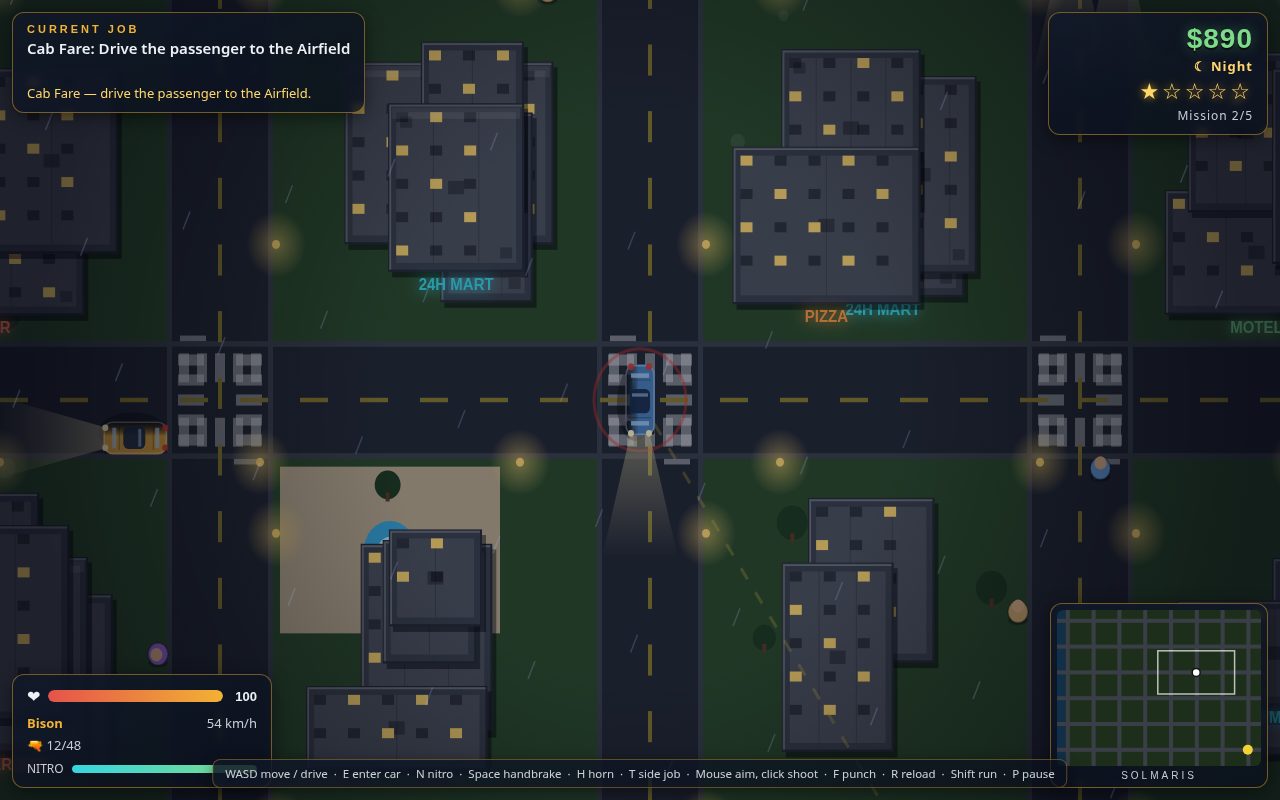 CURRENT JOB
Cab Fare: Drive the passenger to the Airfield
Cab Fare — drive the passenger to the Airfield.
$890
☾ Night
★☆☆☆☆
Mission 2/5
24H MART
PIZZA
24H MART
MOTEL
R
❤ 100
Bison 54 km/h
🔫 12/48
NITRO
WASD move / drive · E enter car · N nitro · Space handbrake · H horn · T side job · Mouse aim, click shoot · F punch · R reload · Shift run · P pause
SOLMARIS